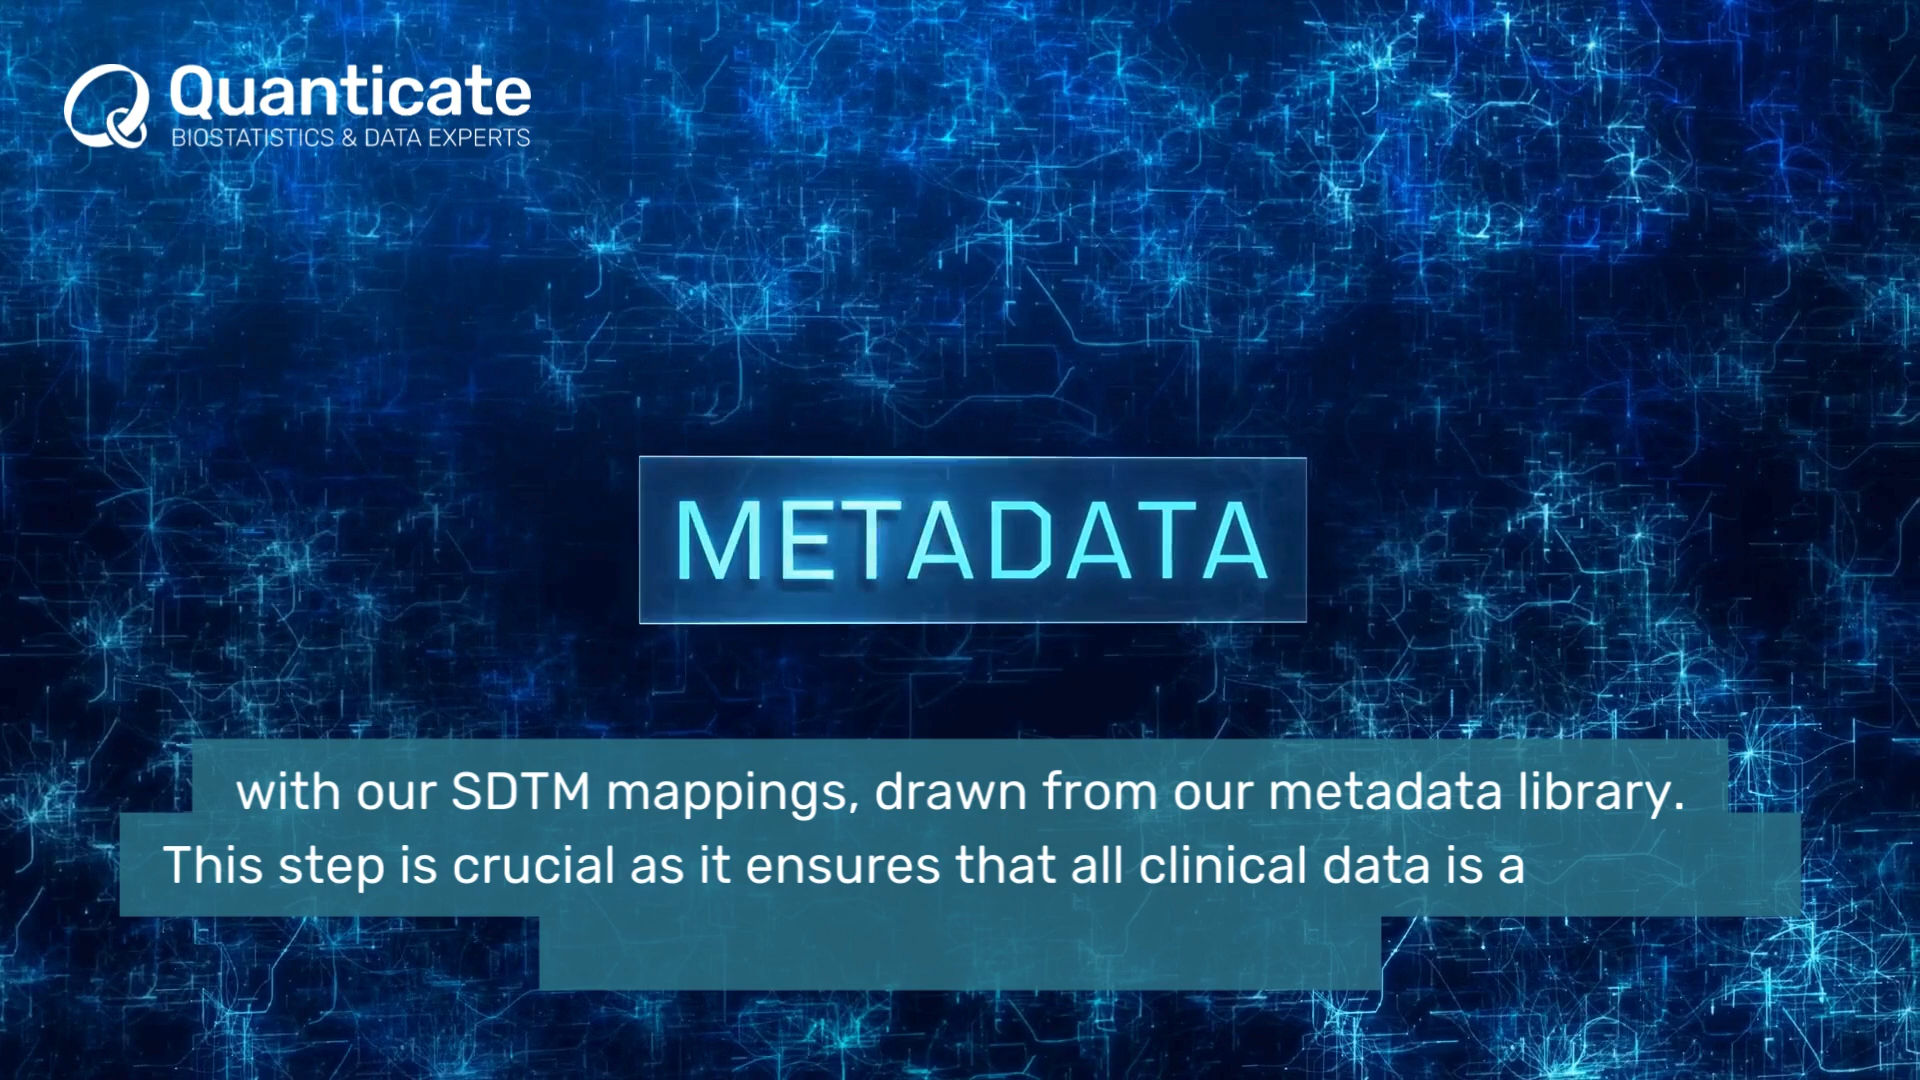 Quanticate
BIOSTATISTICS & DATA EXPERTS
METADATA
with our SDTM mappings, drawn from our metadata library.
This step is crucial as it ensures that all clinical data is a